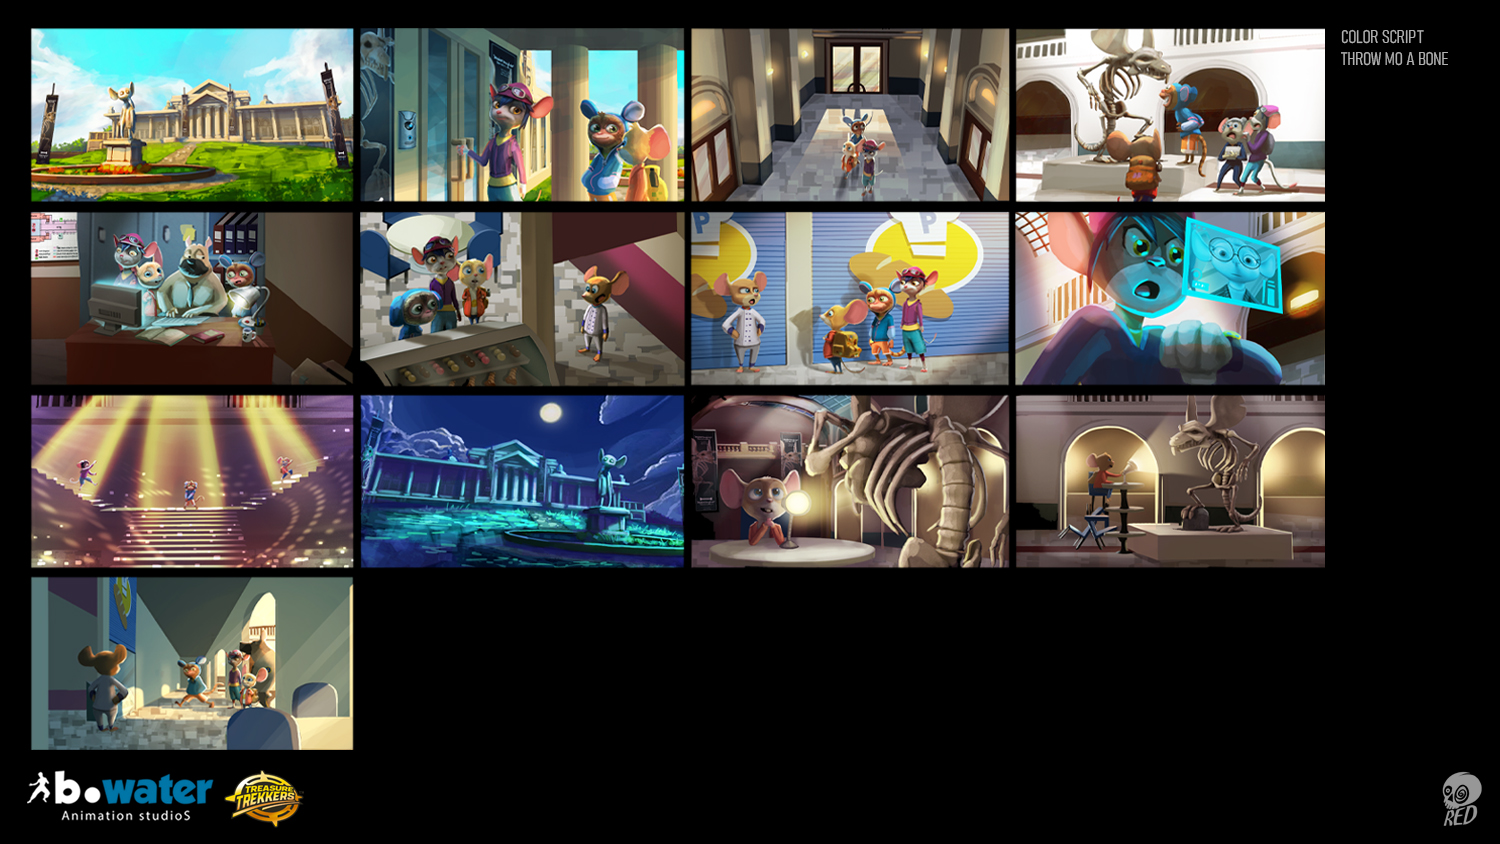 COLOR SCRIPT
THROW MO A BONE
P
P
b.water
Animation studioS
TREASURE
TREKKERS
RED